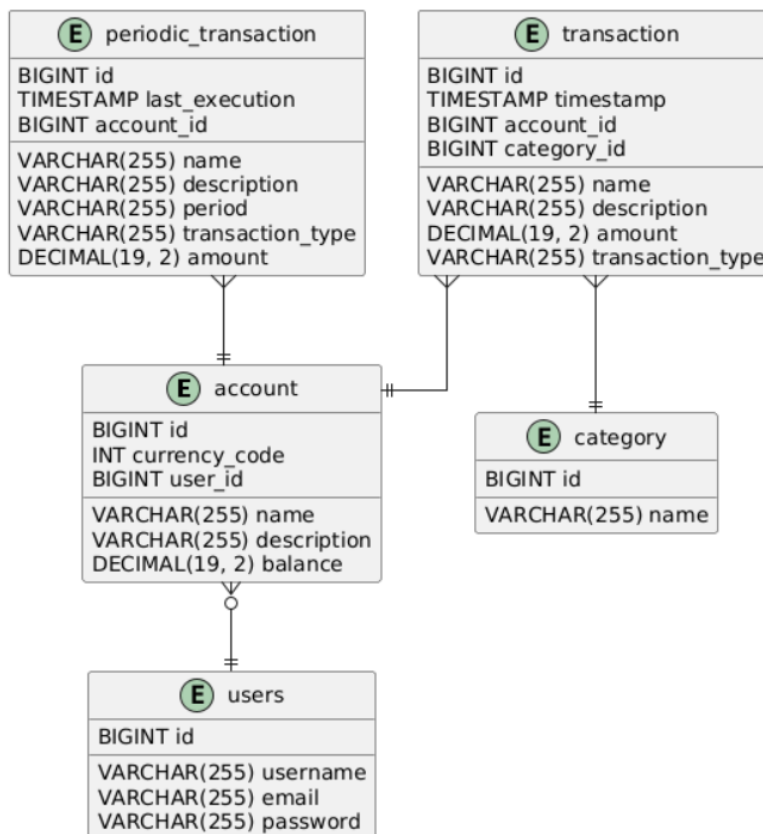 E periodic_transaction
BIGINT id
TIMESTAMP last_execution
BIGINT account_id
VARCHAR(255) name
VARCHAR(255) description
VARCHAR(255) period
VARCHAR(255) transaction_type
DECIMAL(19, 2) amount
E transaction
BIGINT id
TIMESTAMP timestamp
BIGINT account_id
BIGINT category_id
VARCHAR(255) name
VARCHAR(255) description
DECIMAL(19, 2) amount
VARCHAR(255) transaction_type
E account
BIGINT id
INT currency_code
BIGINT user_id
VARCHAR(255) name
VARCHAR(255) description
DECIMAL(19, 2) balance
E category
BIGINT id
VARCHAR(255) name
E users
BIGINT id
VARCHAR(255) username
VARCHAR(255) email
VARCHAR(255) password